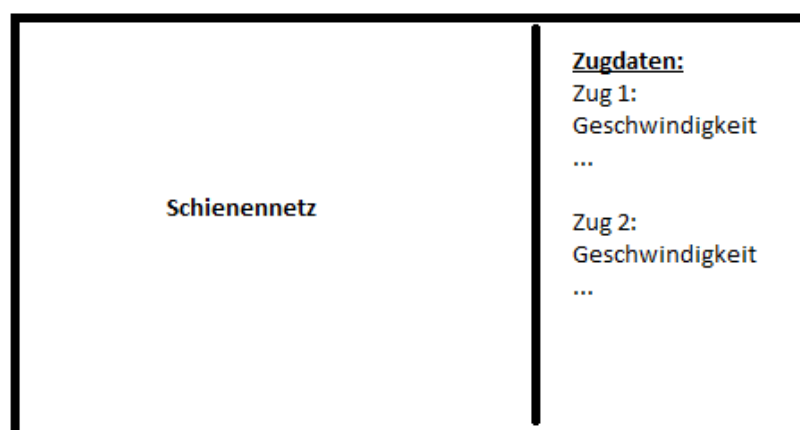 Schienennetz
Zugdaten:
Zug 1:
Geschwindigkeit
...
Zug 2:
Geschwindigkeit
...